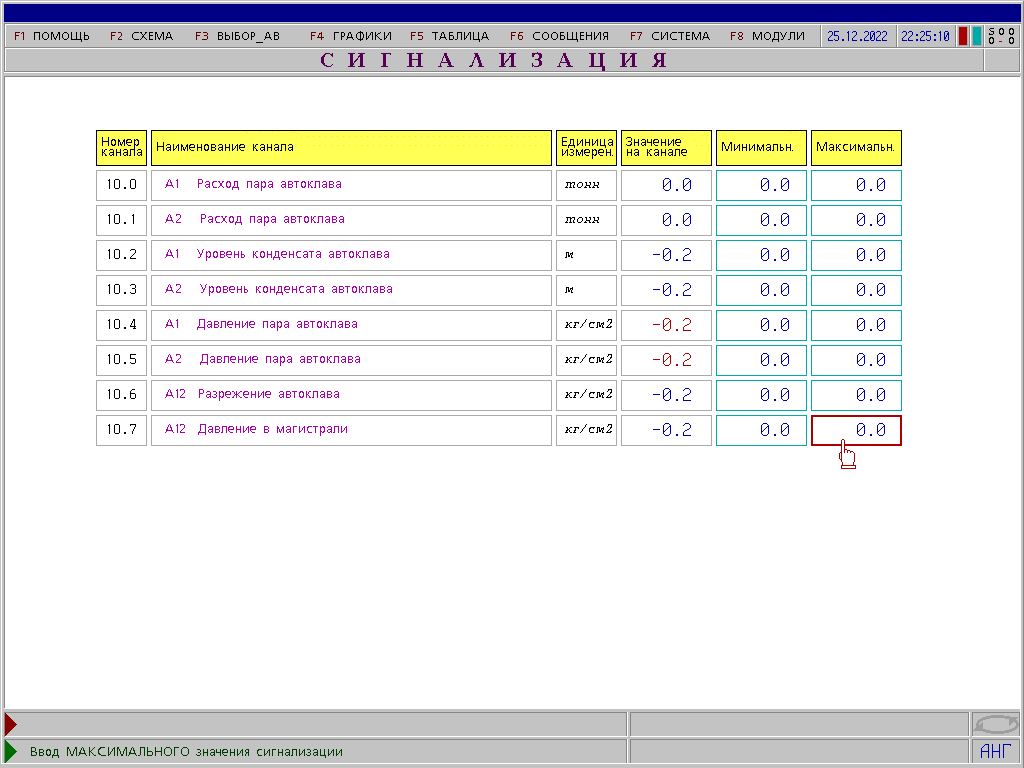 F1 ПОМОЩЬ F2 СХЕМА F3 ВЫБОР_АВ F4 ГРАФИКИ F5 ТАБЛИЦА F6 СООБЩЕНИЯ F7 СИСТЕМА F8 МОДУЛИ 25.12.2022 22:25:10 S 0 0
0 - 0
СИГНАЛИЗАЦИЯ
Номер канала Наименование канала Единица измерен. Значение на канале Минимальн. Максимальн.
10.0 А1 Расход пара автоклава тонн 0.0 0.0 0.0
10.1 А2 Расход пара автоклава тонн 0.0 0.0 0.0
10.2 А1 Уровень конденсата автоклава м -0.2 0.0 0.0
10.3 А2 Уровень конденсата автоклава м -0.2 0.0 0.0
10.4 А1 Давление пара автоклава кг/см2 -0.2 0.0 0.0
10.5 А2 Давление пара автоклава кг/см2 -0.2 0.0 0.0
10.6 А12 Разрежение автоклава кг/см2 -0.2 0.0 0.0
10.7 А12 Давление в магистрали кг/см2 -0.2 0.0 0.0
Ввод МАКСИМАЛЬНОГО значения сигнализации АНГ